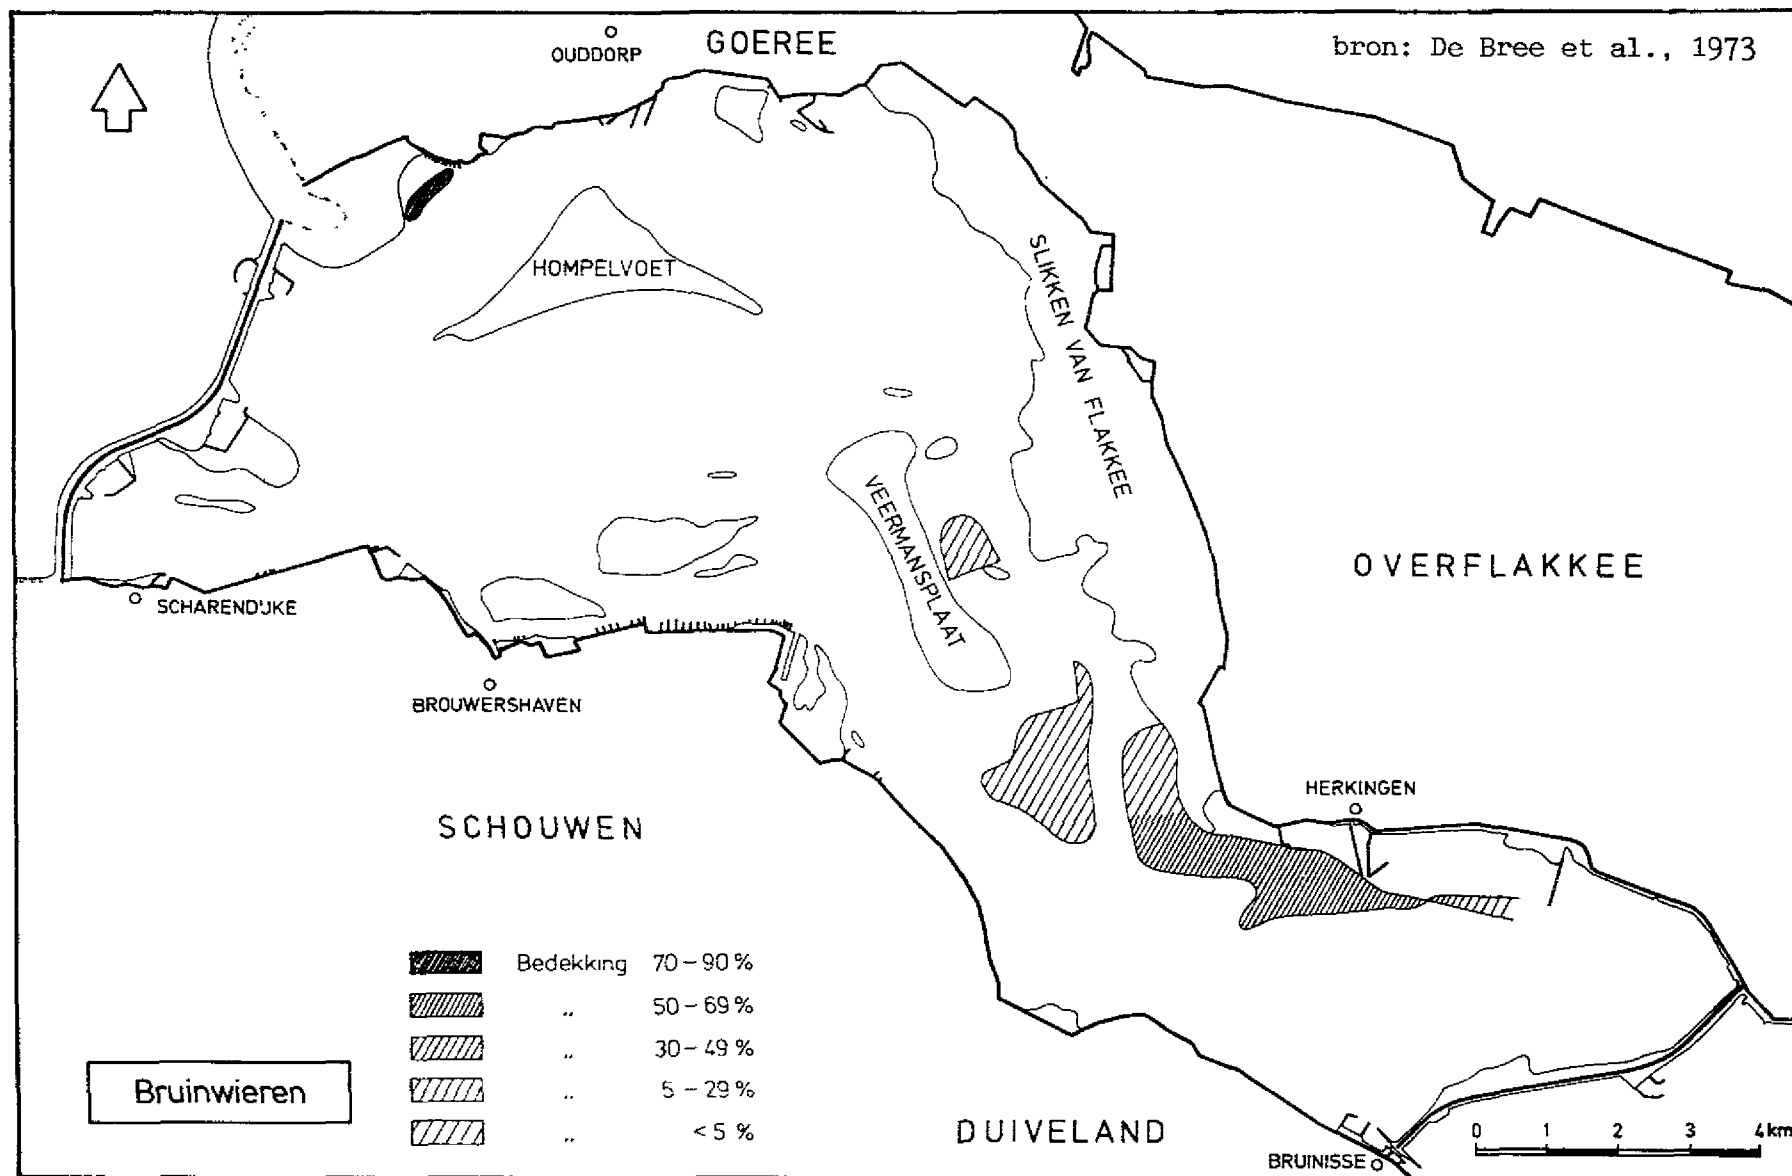 OUDDORP
GOEREE
bron: De Bree et al., 1973
HOMPELVOET
SLIKKEN VAN FLAKKEE
VEERMANSPLAAT
OVERFLAKKEE
SCHARENDIJKE
BROUWERSHAVEN
SCHOUWEN
HERKINGEN
Bedekking 70-90%
„ 50-69%
„ 30-49%
„ 5-29%
„ <5%
Bruinwieren
DUIVELAND
BRUINISSE
0 1 2 3 4km